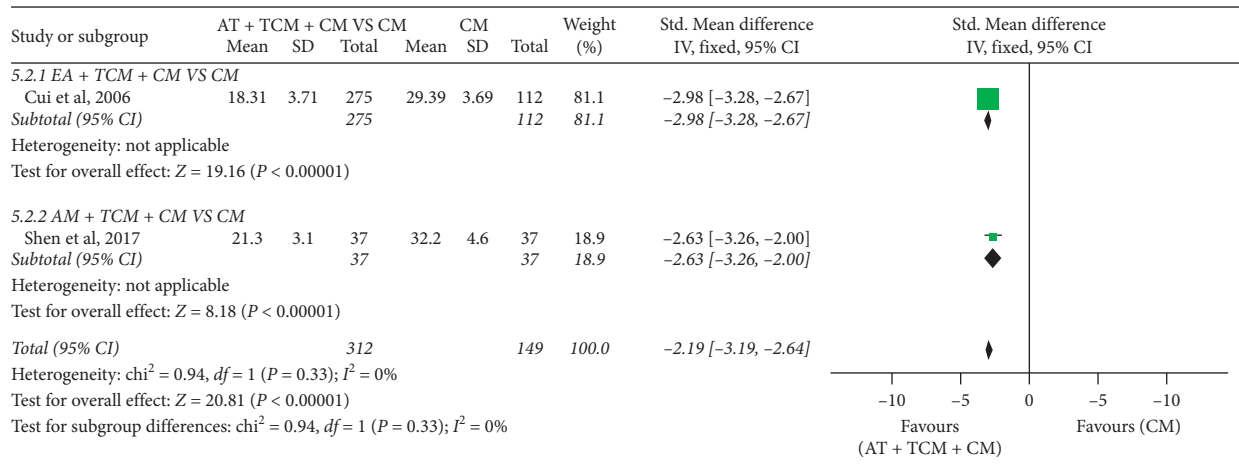 Study or subgroup AT + TCM + CM VS CM CM Weight Std. Mean difference Std. Mean difference
Mean SD Total Mean SD Total (%) IV, fixed, 95% CI IV, fixed, 95% CI
5.2.1 EA + TCM + CM VS CM
Cui et al, 2006 18.31 3.71 275 29.39 3.69 112 81.1 –2.98 [–3.28, –2.67]
Subtotal (95% CI) 275 112 81.1 –2.98 [–3.28, –2.67]
Heterogeneity: not applicable
Test for overall effect: Z = 19.16 (P < 0.00001)
5.2.2 AM + TCM + CM VS CM
Shen et al, 2017 21.3 3.1 37 32.2 4.6 37 18.9 –2.63 [–3.26, –2.00]
Subtotal (95% CI) 37 37 18.9 –2.63 [–3.26, –2.00]
Heterogeneity: not applicable
Test for overall effect: Z = 8.18 (P < 0.00001)
Total (95% CI) 312 149 100.0 –2.19 [–3.19, –2.64]
Heterogeneity: chi² = 0.94, df = 1 (P = 0.33); I² = 0%
Test for overall effect: Z = 20.81 (P < 0.00001)
Test for subgroup differences: chi² = 0.94, df = 1 (P = 0.33); I² = 0%
–10 –5 0 –5 –10
Favours Favours (CM)
(AT + TCM + CM)